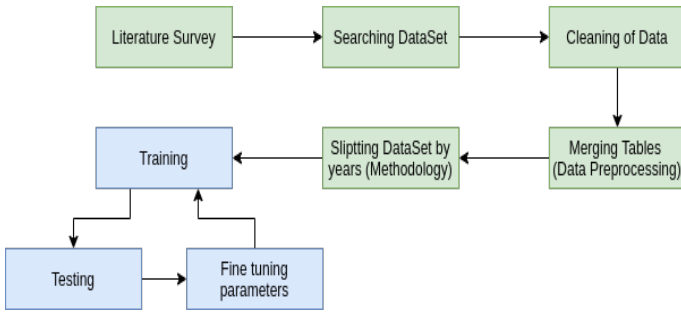 Literature Survey
Searching DataSet
Cleaning of Data
Merging Tables
(Data Preprocessing)
Sliptting DataSet by
years (Methodology)
Training
Testing
Fine tuning
parameters